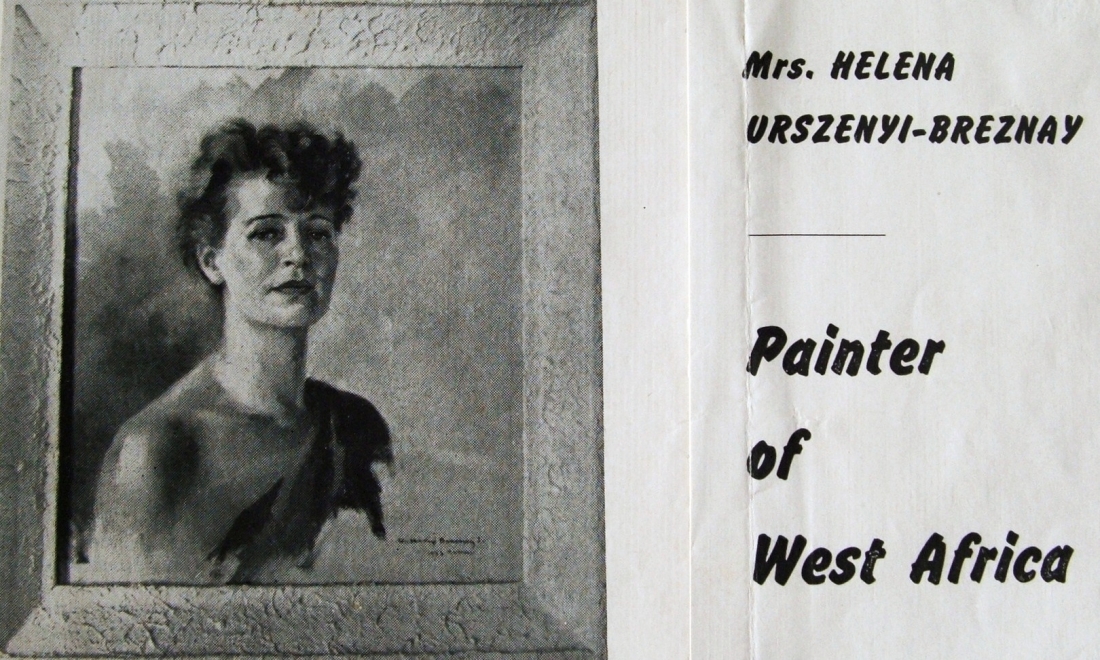 Mrs. HELENA
URSZENYI-BREZNAY
Painter
of
West Africa